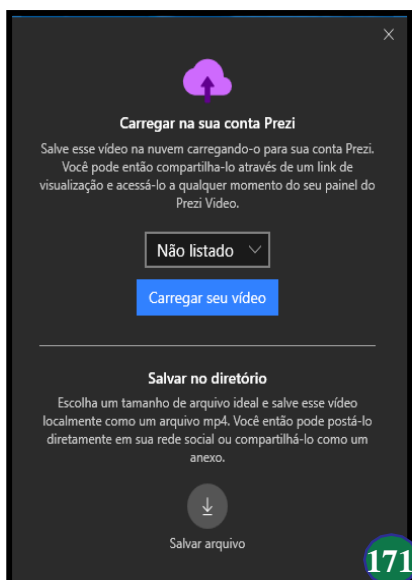 Carregar na sua conta Prezi
Salve esse vídeo na nuvem carregando-o para sua conta Prezi.
Você pode então compartilha-lo através de um link de
visualização e acessá-lo a qualquer momento do seu painel do
Prezi Video.
Não listado
Carregar seu vídeo
Salvar no diretório
Escolha um tamanho de arquivo ideal e salve esse vídeo
localmente como um arquivo mp4. Você então pode postá-lo
diretamente em sua rede social ou compartilhá-lo como um
anexo.
Salvar arquivo
171